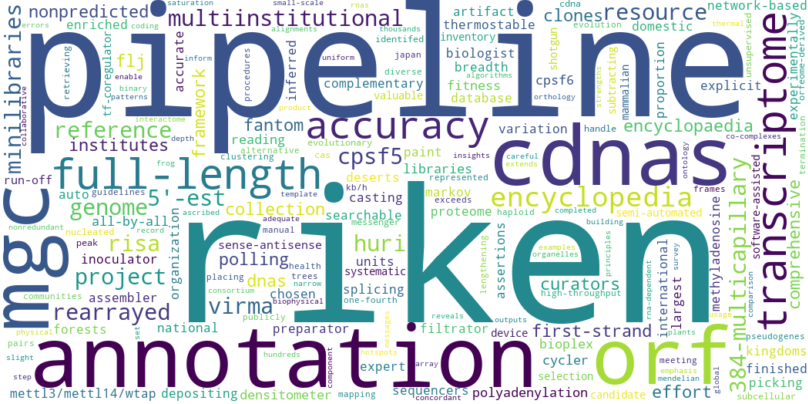 pipeline
riken
annotation
cdnas
mgc
orf
transcriptome
full-length
accuracy
encyclopedia
resource
multiinstitutional
nonpredicted
enriched
minilibraries
collaborative
retrieving
binary
patterns
tf-coregulator
flj
accurate
framework
reference
institutes
fantom
reading
alternative
clustering
evolutionary
inferred
procedures
enable
inform
uniform
japan
diverse
algorithms
alignments
small-scale
rnas
thousands
identifed
saturation
errors
coding
complementary
valuable
database
fitness
breadth
biologist
inventory
thermostable
artifact
cdna
clones
shotgun
evolution
cpsf6
strengths
orthology
subtracting
mammalian
domestic
proportion
explicit
network-based
experimentally
orfeome-derived
unsupervised
thermal
variation
handle
encyclopaedia
co-complexes
careful
extends
insights
represented
libraries
paint
cpsf5
cas
deserts
markov
casting
kb/h
exceeds
searchable
proteome
haploid
completed
building
ontology
frames
semi-automated
software-assisted
termination
comprehensive
384-multicapillary
methyladenosine
international
largest
survey
curators
high-throughput
assertions
lengthening
examples
organelles
principles
rna-dependent
outputs
reveals
units
systematic
splicing
one-fourth
messenger
huri
polling
sense-antisense
adequate
manual
template
collection
dnas
health
trees
narrow
biophysical
placing
chosen
consortium
virma
organization
ascribed
nucleated
record
peak
risa
genome
auto
guidelines
5'-est
all-by-all
frog
depth
interactome
product
run-off
nonredundant
inoculator
project
assembler
rearrayed
communities
forests
national
publicly
preparator
filtrator
device
first-strand
plants
usage
comparison
pseudogenes
kingdoms
finished
picking
subcellular
physical
pairs
slight
step
set
hundreds
component
hotspots
messages
array
expert
cycler
bioplex
selection
candidate
meeting
emphasis
mendelian
global
effort
mettl3/mettl14/wtap
depositing
densitometer
mapping
sequencers
concordant
polyadenylation